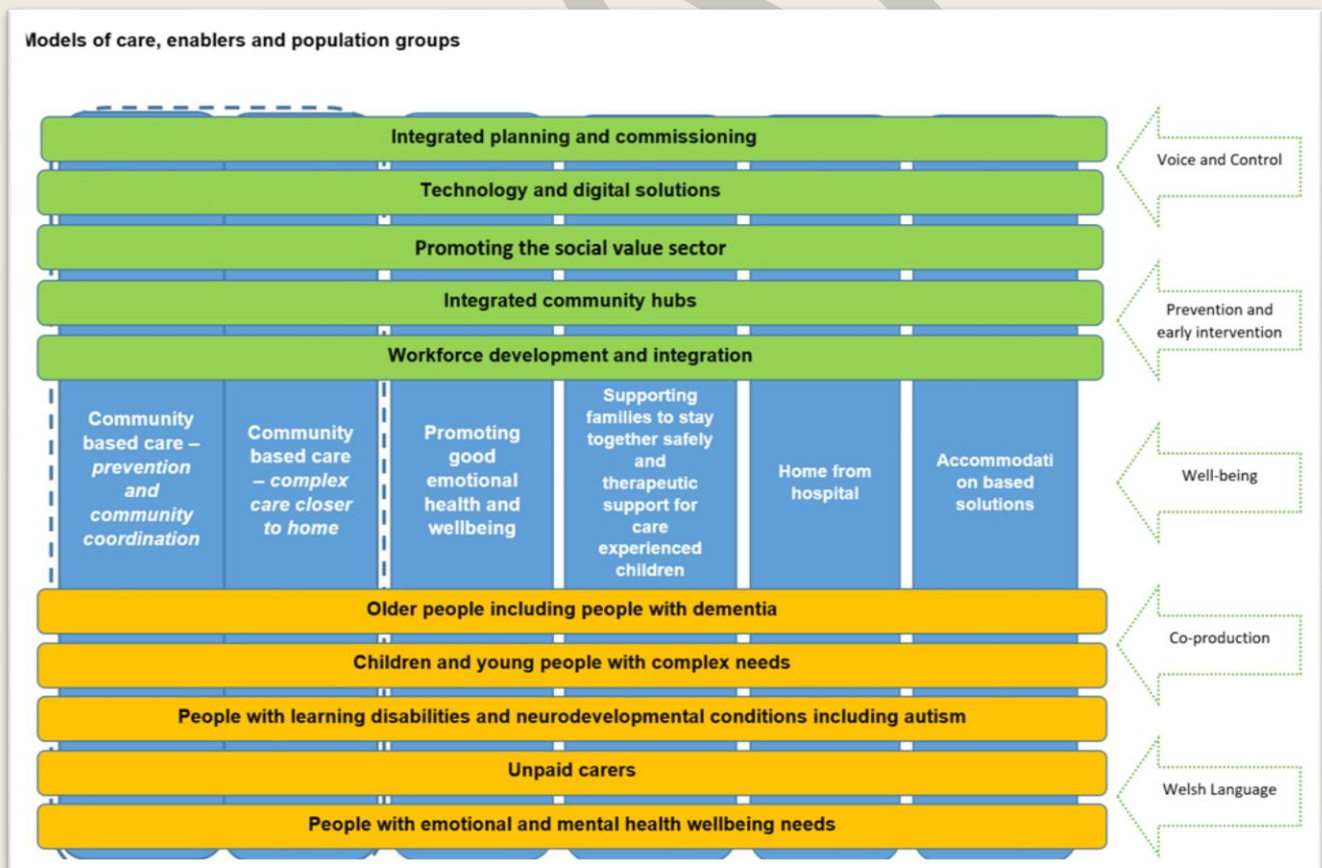 Models of care, enablers and population groups
Integrated planning and commissioning
Technology and digital solutions
Promoting the social value sector
Integrated community hubs
Workforce development and integration
Community
based care –
prevention
and
community
coordination
Community
based care
– complex
care closer
to home
Promoting
good
emotional
health and
wellbeing
Supporting
families to stay
together safely
and
therapeutic
support for
care
experienced
children
Home from
hospital
Accommodati
on based
solutions
Older people including people with dementia
Children and young people with complex needs
People with learning disabilities and neurodevelopmental conditions including autism
Unpaid carers
People with emotional and mental health wellbeing needs
Voice and Control
Prevention and
early intervention
Well-being
Co-production
Welsh Language